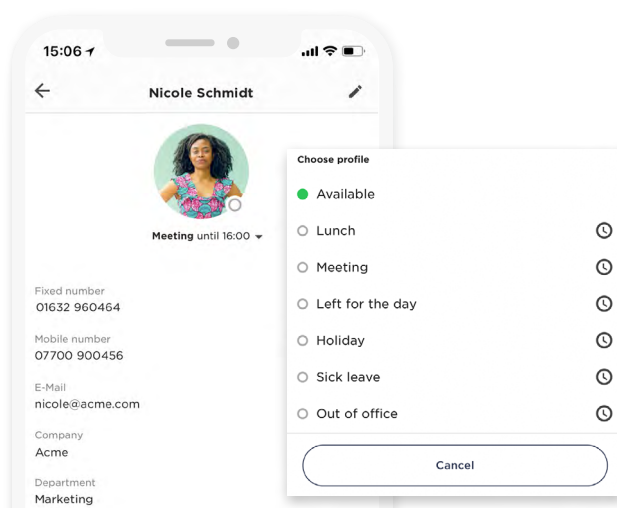 15:06
Nicole Schmidt
Meeting until 16:00
Fixed number
01632 960464
Mobile number
07700 900456
E-Mail
nicole@acme.com
Company
Acme
Department
Marketing
Choose profile
Available
Lunch
Meeting
Left for the day
Holiday
Sick leave
Out of office
Cancel